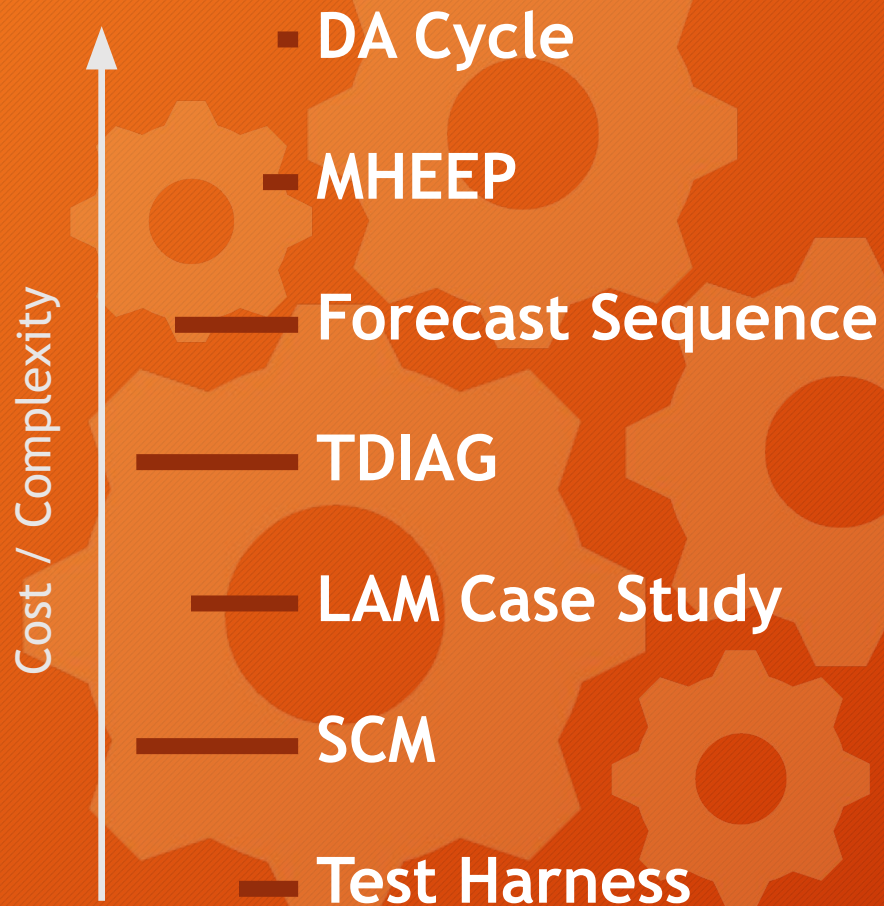 DA Cycle
MHEEP
Forecast Sequence
TDIAG
LAM Case Study
SCM
Test Harness
Cost / Complexity